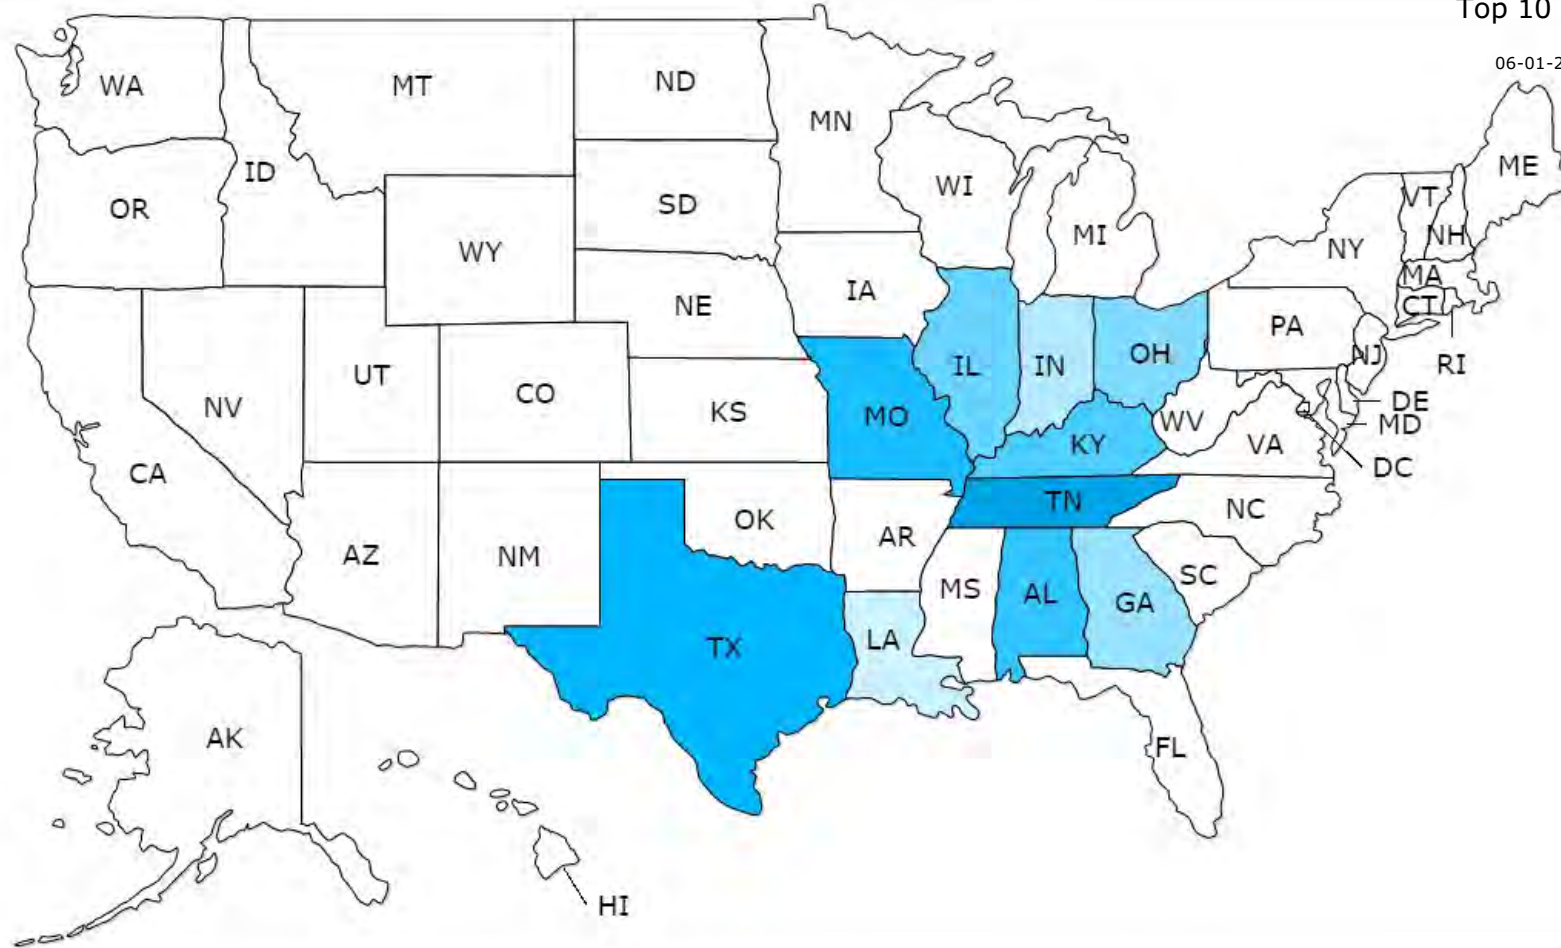 Top 10
06-01-2
WA
MT
ND
MN
ME
ID
OR
SD
WI
VT
MI
NH
NY
WY
MA
IA
CT
NE
PA
NJ
RI
IL
IN
OH
UT
CO
DE
NV
KS
MO
WV
MD
KY
VA
CA
DC
TN
NC
OK
AR
AZ
NM
SC
MS
AL
GA
TX
LA
AK
FL
HI